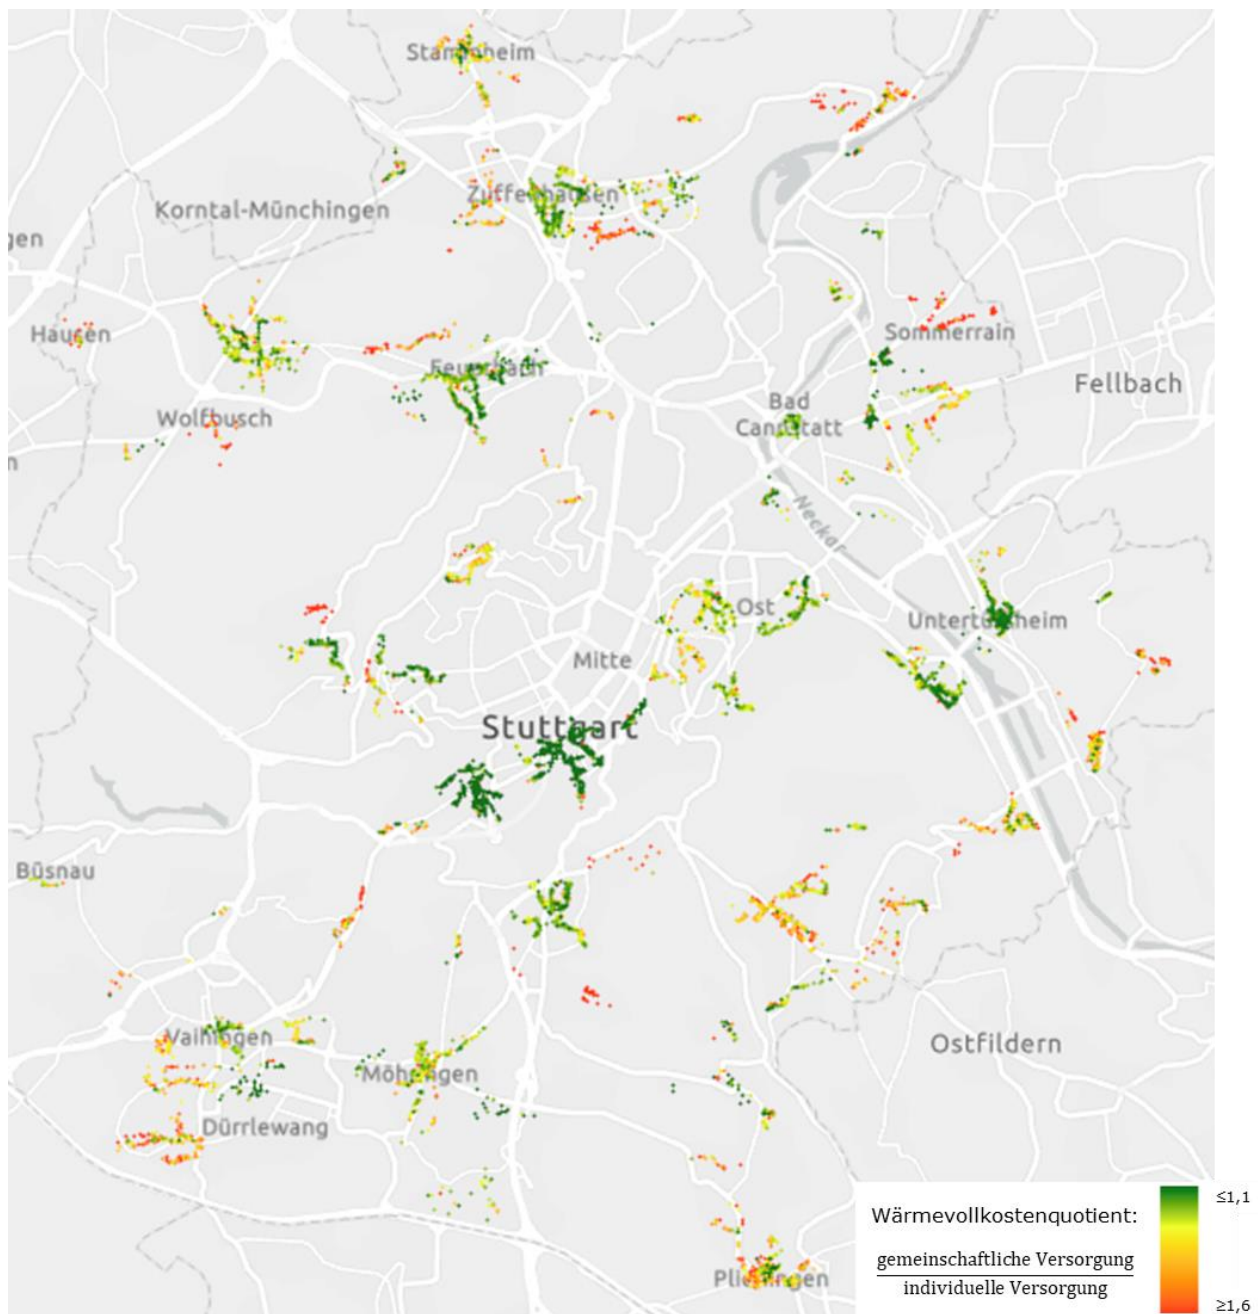 Stammheim
Zuffenhausen
Korntal-Münchingen
gen
Hausen
Sommerrain
Feuerbach
Fellbach
Wolfbusch
Bad
Cannstatt
n
Neckar
Ost
Untertürkheim
Mitte
Stuttgart
Büsnau
Vaihingen
Ostfildern
Möhringen
Dürrlewang
Plieningen
Wärmevollkostenquotient:
gemeinschaftliche Versorgung
individuelle Versorgung
≤1,1
≥1,6